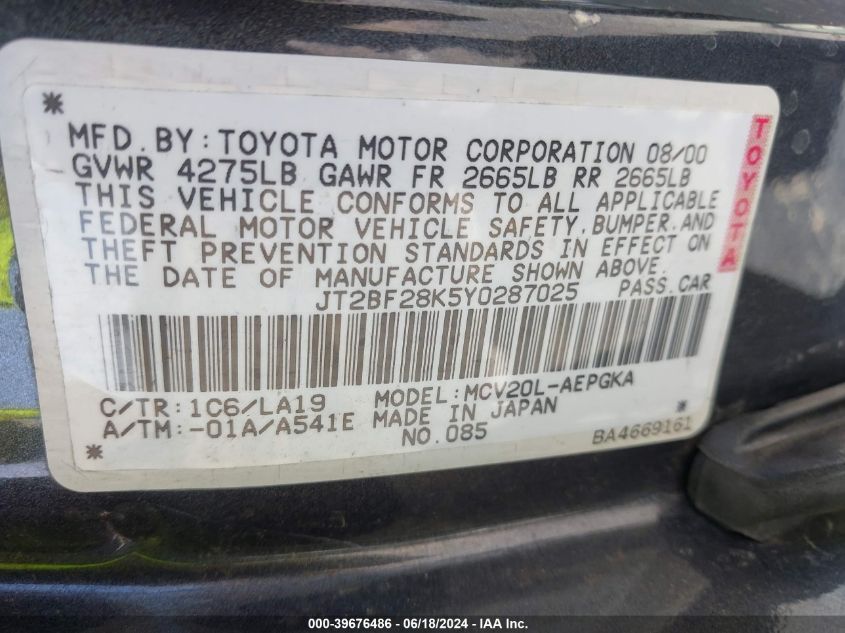 *
MFD.BY:TOYOTA MOTOR CORPORATION 08/00
GVWR 4275LB GAWR FR 2665LB RR 2665LB
THIS VEHICLE CONFORMS TO ALL APPLICABLE
FEDERAL MOTOR VEHICLE SAFETY,BUMPER,AND
THEFT PREVENTION STANDARDS IN EFFECT ON
THE DATE OF MANUFACTURE SHOWN ABOVE.
JT2BF28K5Y0287025 PASS.CAR
TOYOTA
C/TR:1C6/LA19 MODEL:MCV20L-AEPGKA
A/TM:-01A/A541E MADE IN JAPAN
NO.085 BA4669161
* *
000-39676486 - 06/18/2024 - IAA Inc.